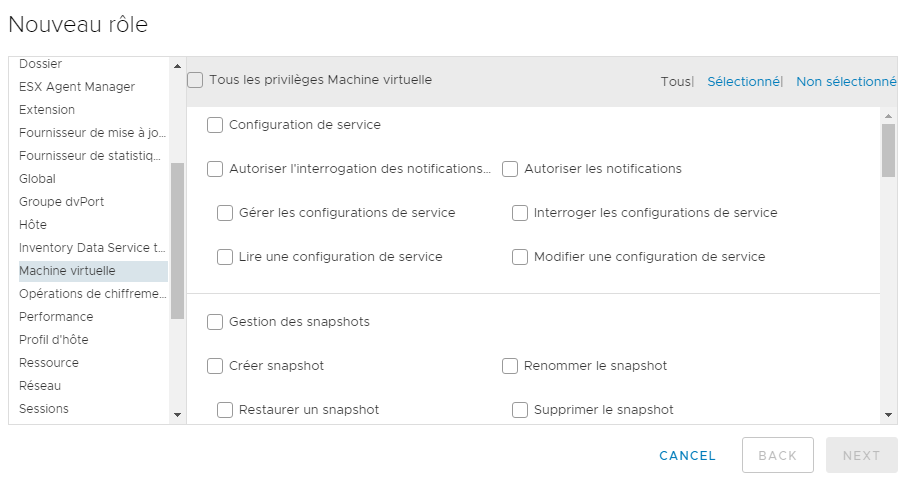 Nouveau rôle
Dossier
ESX Agent Manager
Extension
Fournisseur de mise à jo...
Fournisseur de statistiq...
Global
Groupe dvPort
Hôte
Inventory Data Service t...
Machine virtuelle
Opérations de chiffreme...
Performance
Profil d'hôte
Ressource
Réseau
Sessions
Tous les privilèges Machine virtuelle
Tous| Sélectionné| Non sélectionné
Configuration de service
Autoriser l'interrogation des notifications... Autoriser les notifications
Gérer les configurations de service Interroger les configurations de service
Lire une configuration de service Modifier une configuration de service
Gestion des snapshots
Créer snapshot Renommer le snapshot
Restaurer un snapshot Supprimer le snapshot
CANCEL BACK NEXT